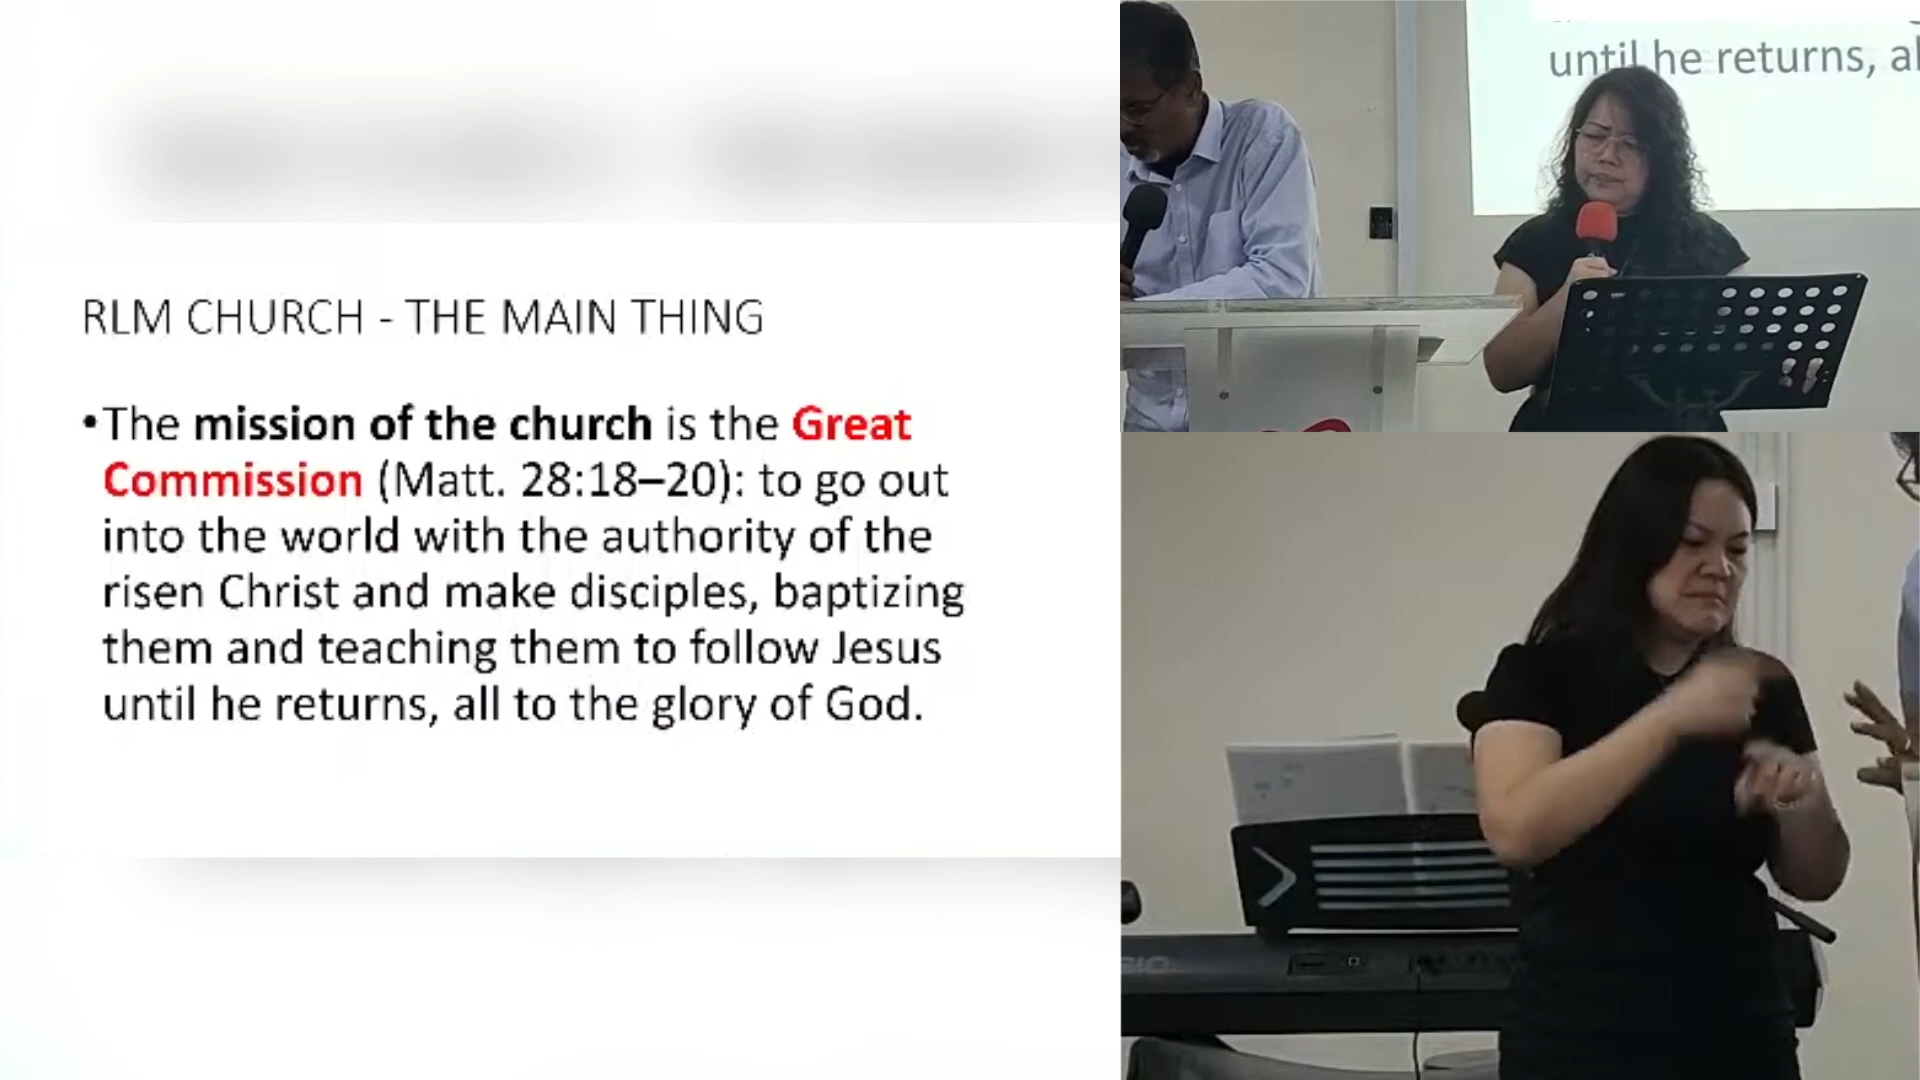 RLM CHURCH - THE MAIN THING
•The mission of the church is the Great
Commission (Matt. 28:18–20): to go out
into the world with the authority of the
risen Christ and make disciples, baptizing
them and teaching them to follow Jesus
until he returns, all to the glory of God.
until he returns, al